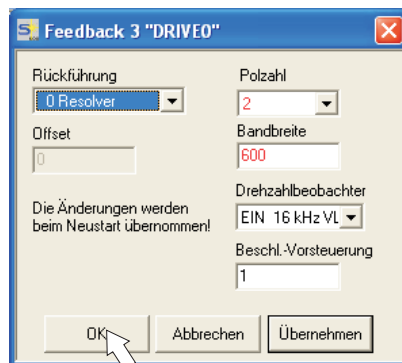 Feedback 3 "DRIVE0"
Rückführung
0 Resolver
Offset
0
Die Änderungen werden
beim Neustart übernommen!
Polzahl
2
Bandbreite
600
Drehzahlbeobachter
EIN 16 kHz VL
Beschl.-Vorsteuerung
1
OK
Abbrechen
Übernehmen